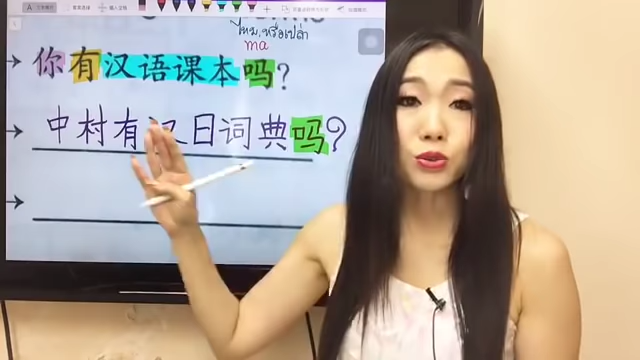 ไหม, หรือเปล่า
ma
你有汉语课本吗?
中村有汉日词典吗?